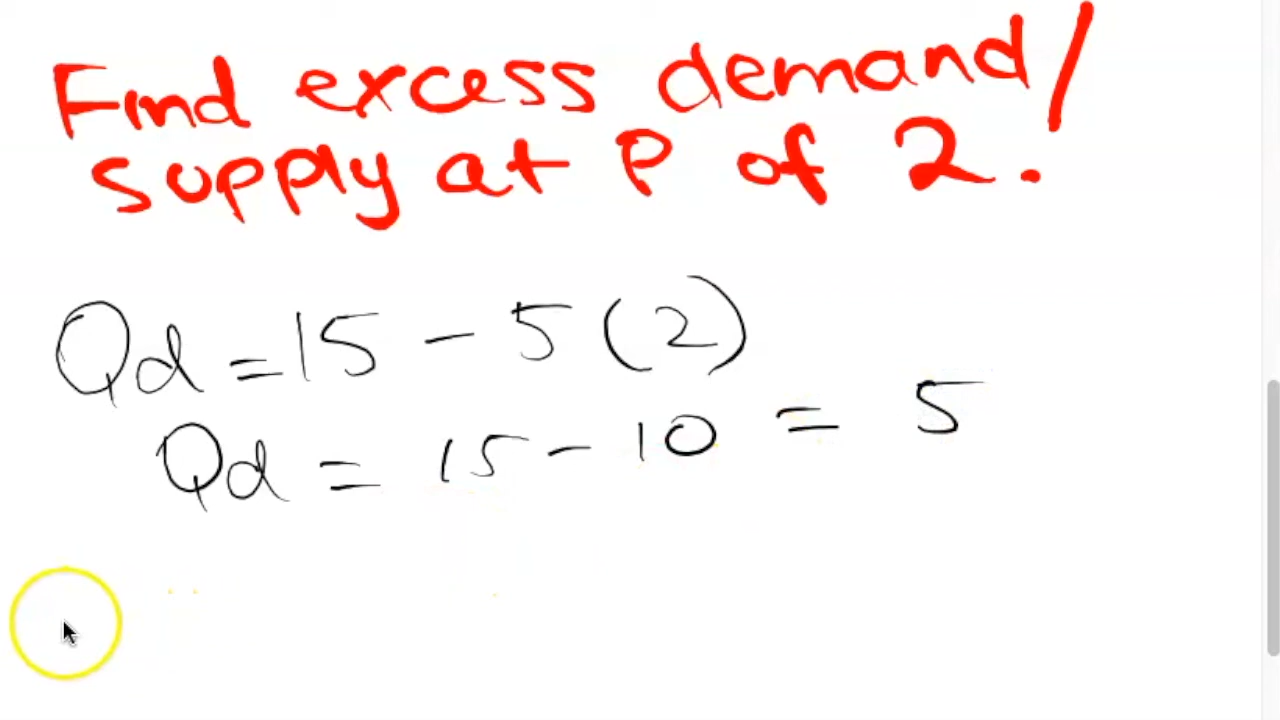 Find excess demand/
supply at P of 2.
Qd = 15 - 5 (2)
Qd = 15 - 10 = 5